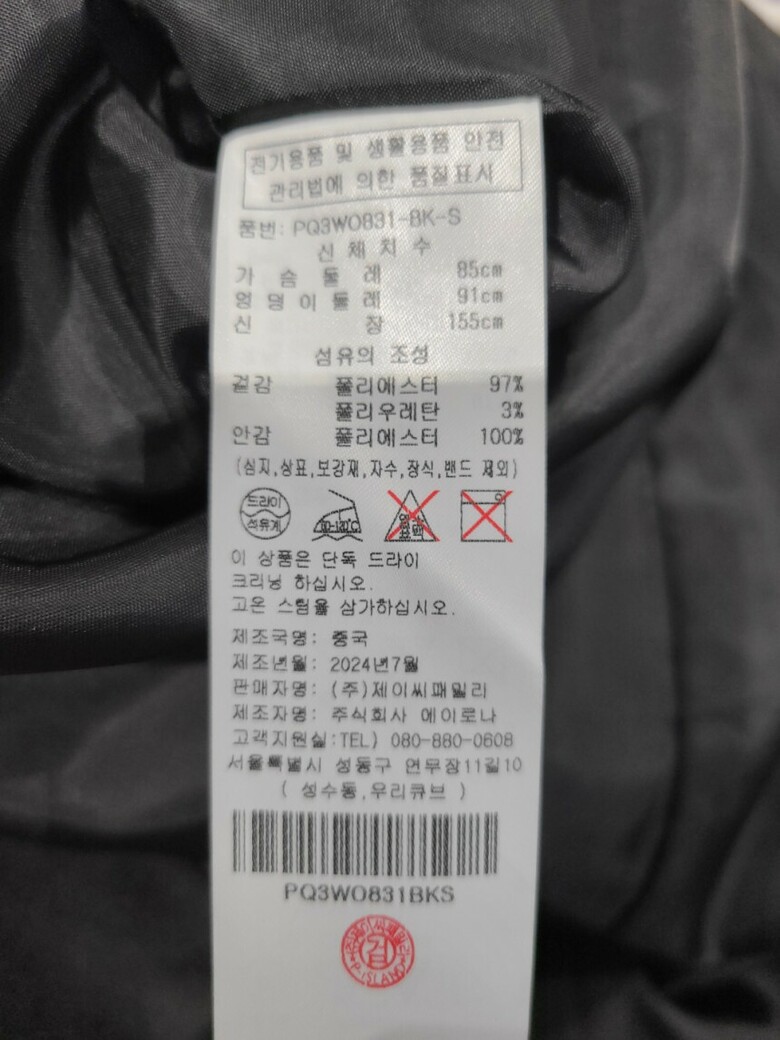 전기용품 및 생활용품 안전
관리법에 의한 품질표시
품번: PQ3WO831-BK-S
신 체 치 수
가 슴 둘 레 85cm
엉 덩 이 둘 레 91cm
신 장 155cm
섬유의 조성
겉감 폴리에스터 97%
폴리우레탄 3%
안감 폴리에스터 100%
(심지,상표,보강재,자수,장식,밴드 제외)
드라이
석유계
80-120℃
이 상품은 단독 드라이
크리닝 하십시오.
고온 스팀을 삼가하십시오.
제조국명: 중국
제조년월: 2024년7월
판매자명: (주)제이씨패밀리
제조자명: 주식회사 에이로나
고객지원실:TEL) 080-880-0608
서울특별시 성동구 연무장11길10
( 성수동,우리큐브 )
PQ3WO831BKS
검
P-ISLAND